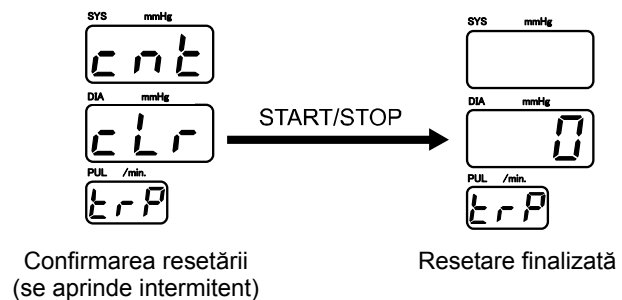 SYS mmHg
cnt
DIA mmHg
cLr
PUL /min.
trP
START/STOP
SYS mmHg
DIA mmHg
0
PUL /min.
trP
Confirmarea resetării
(se aprinde intermitent)
Resetare finalizată